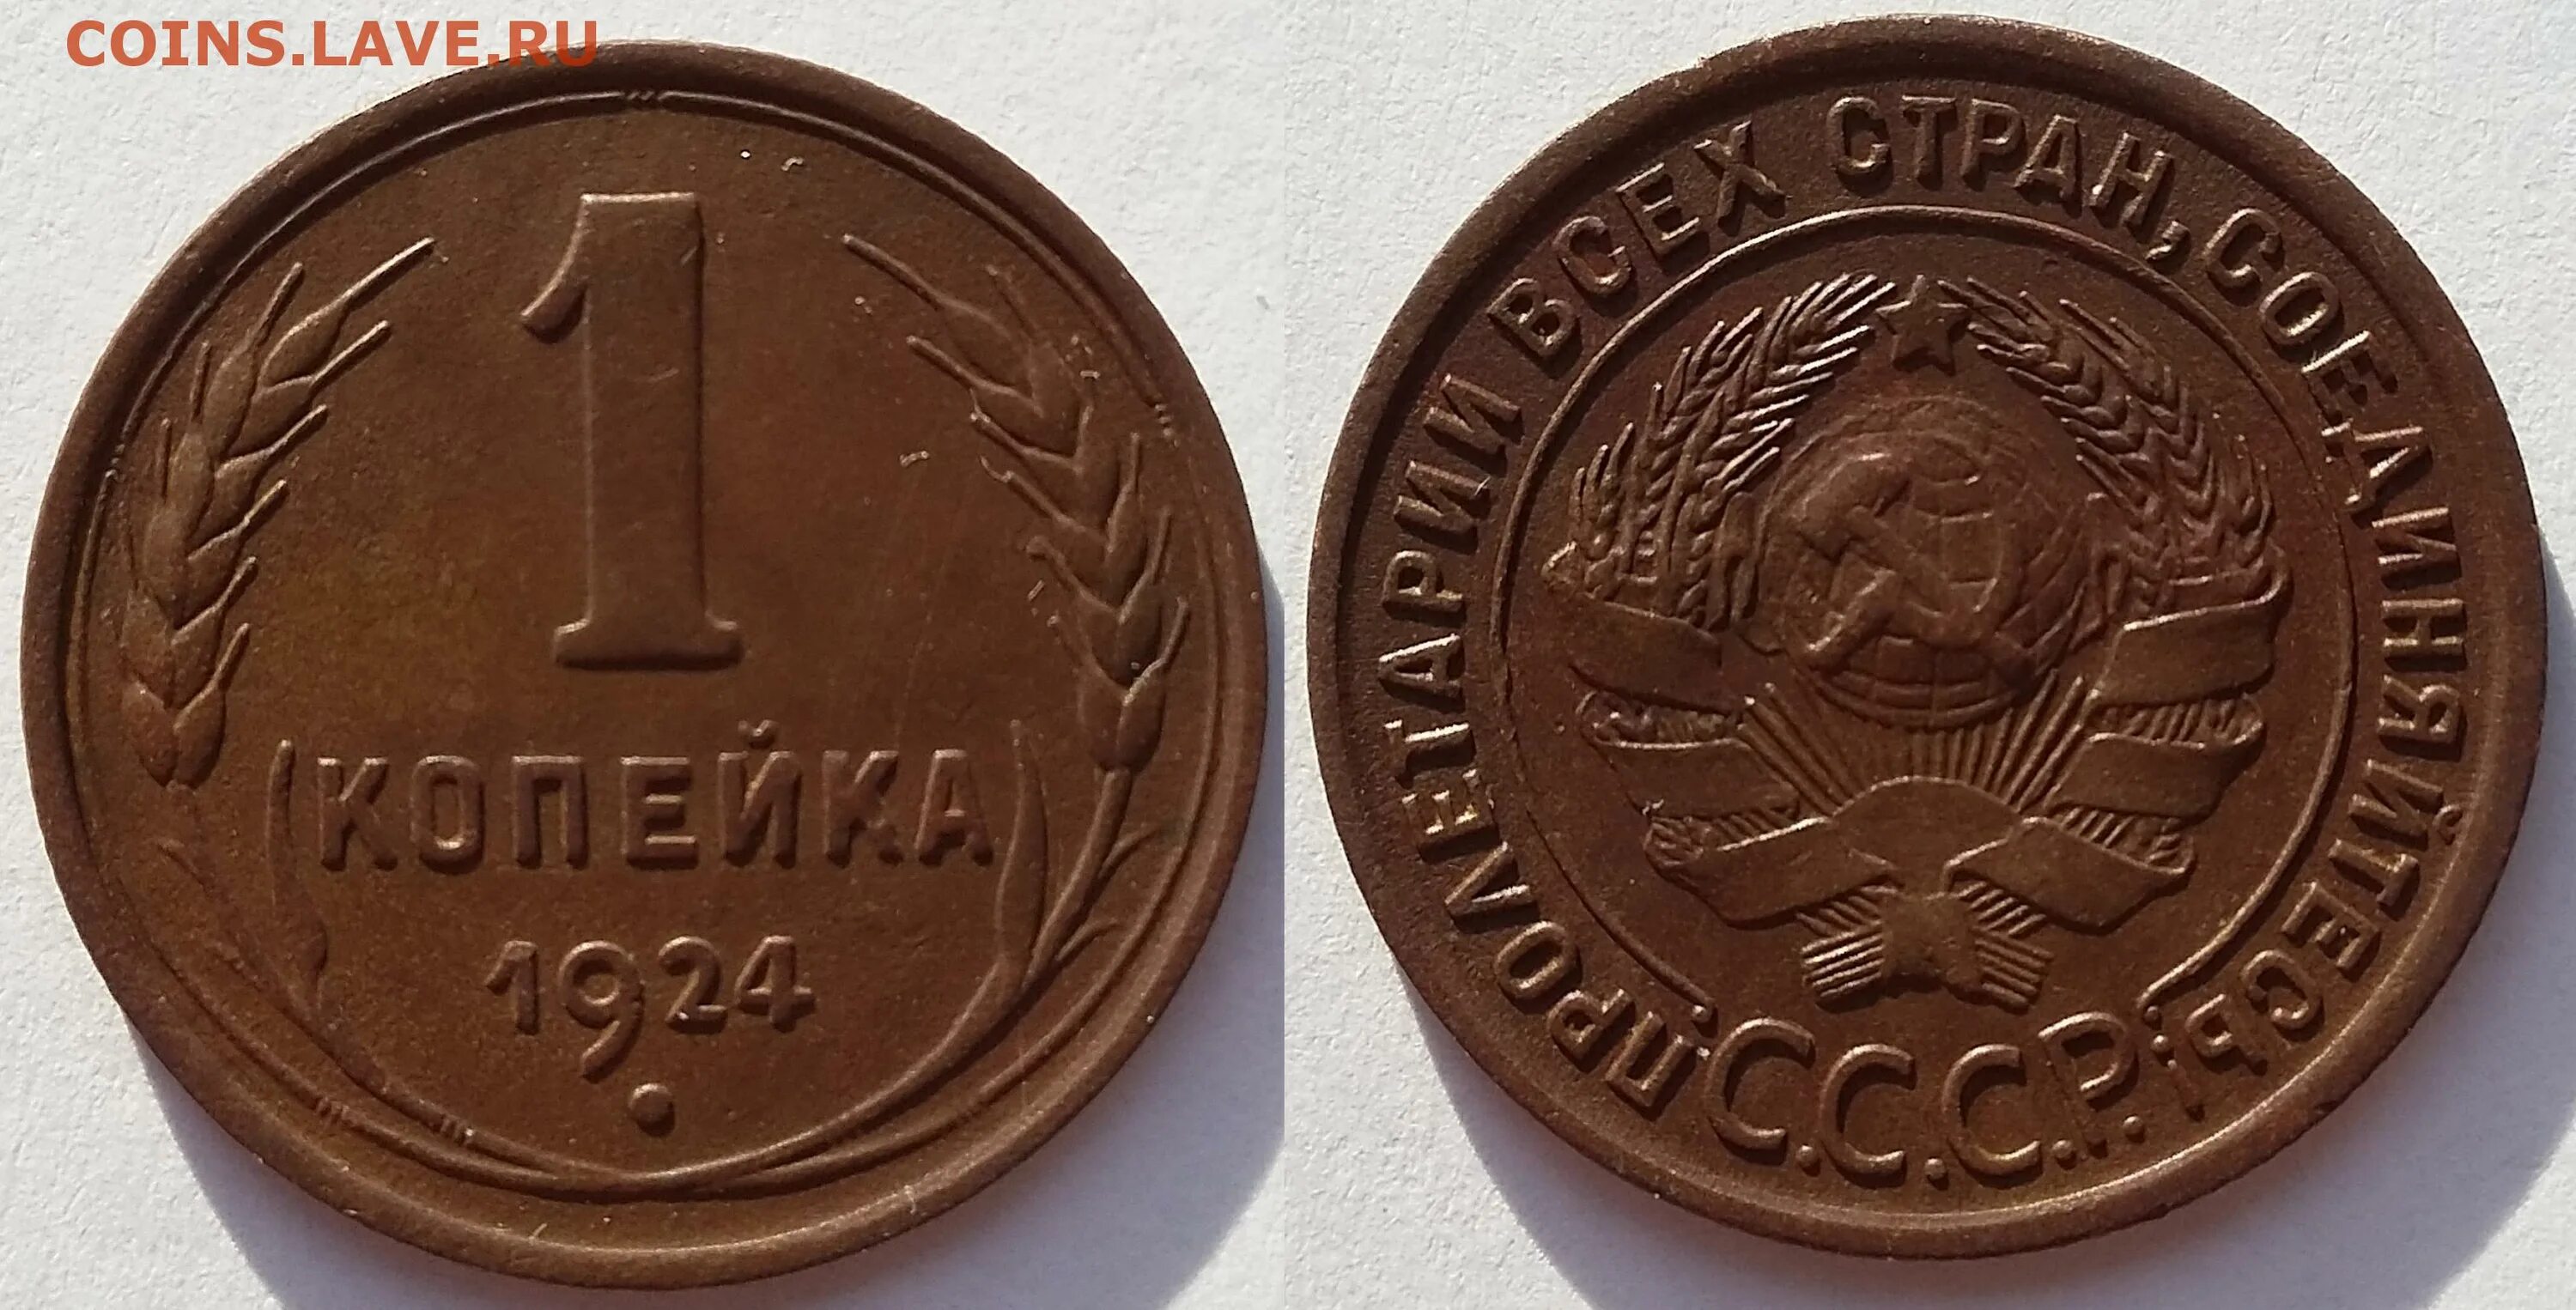 COINS.LAVE.RU
1
КОПЕЙКА
1924
ПРОЛЕТАРИИ ВСЕХ СТРАН, СОЕДИНЯЙТЕСЬ!
С.С.С.Р.